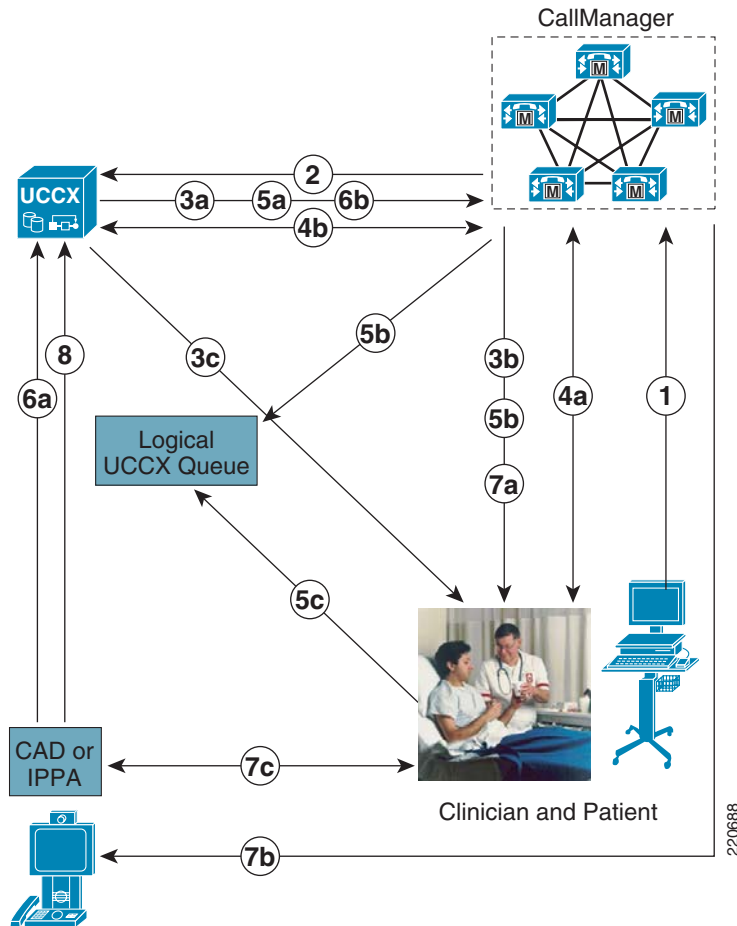 CallManager
M
M
M
M
M
2
UCCX
3a 5a 6b
4b
5b
8
3c
3b
6a
4a
1
5b
Logical
UCCX Queue
7a
5c
CAD or
IPPA
7c
Clinician and Patient
7b
220688